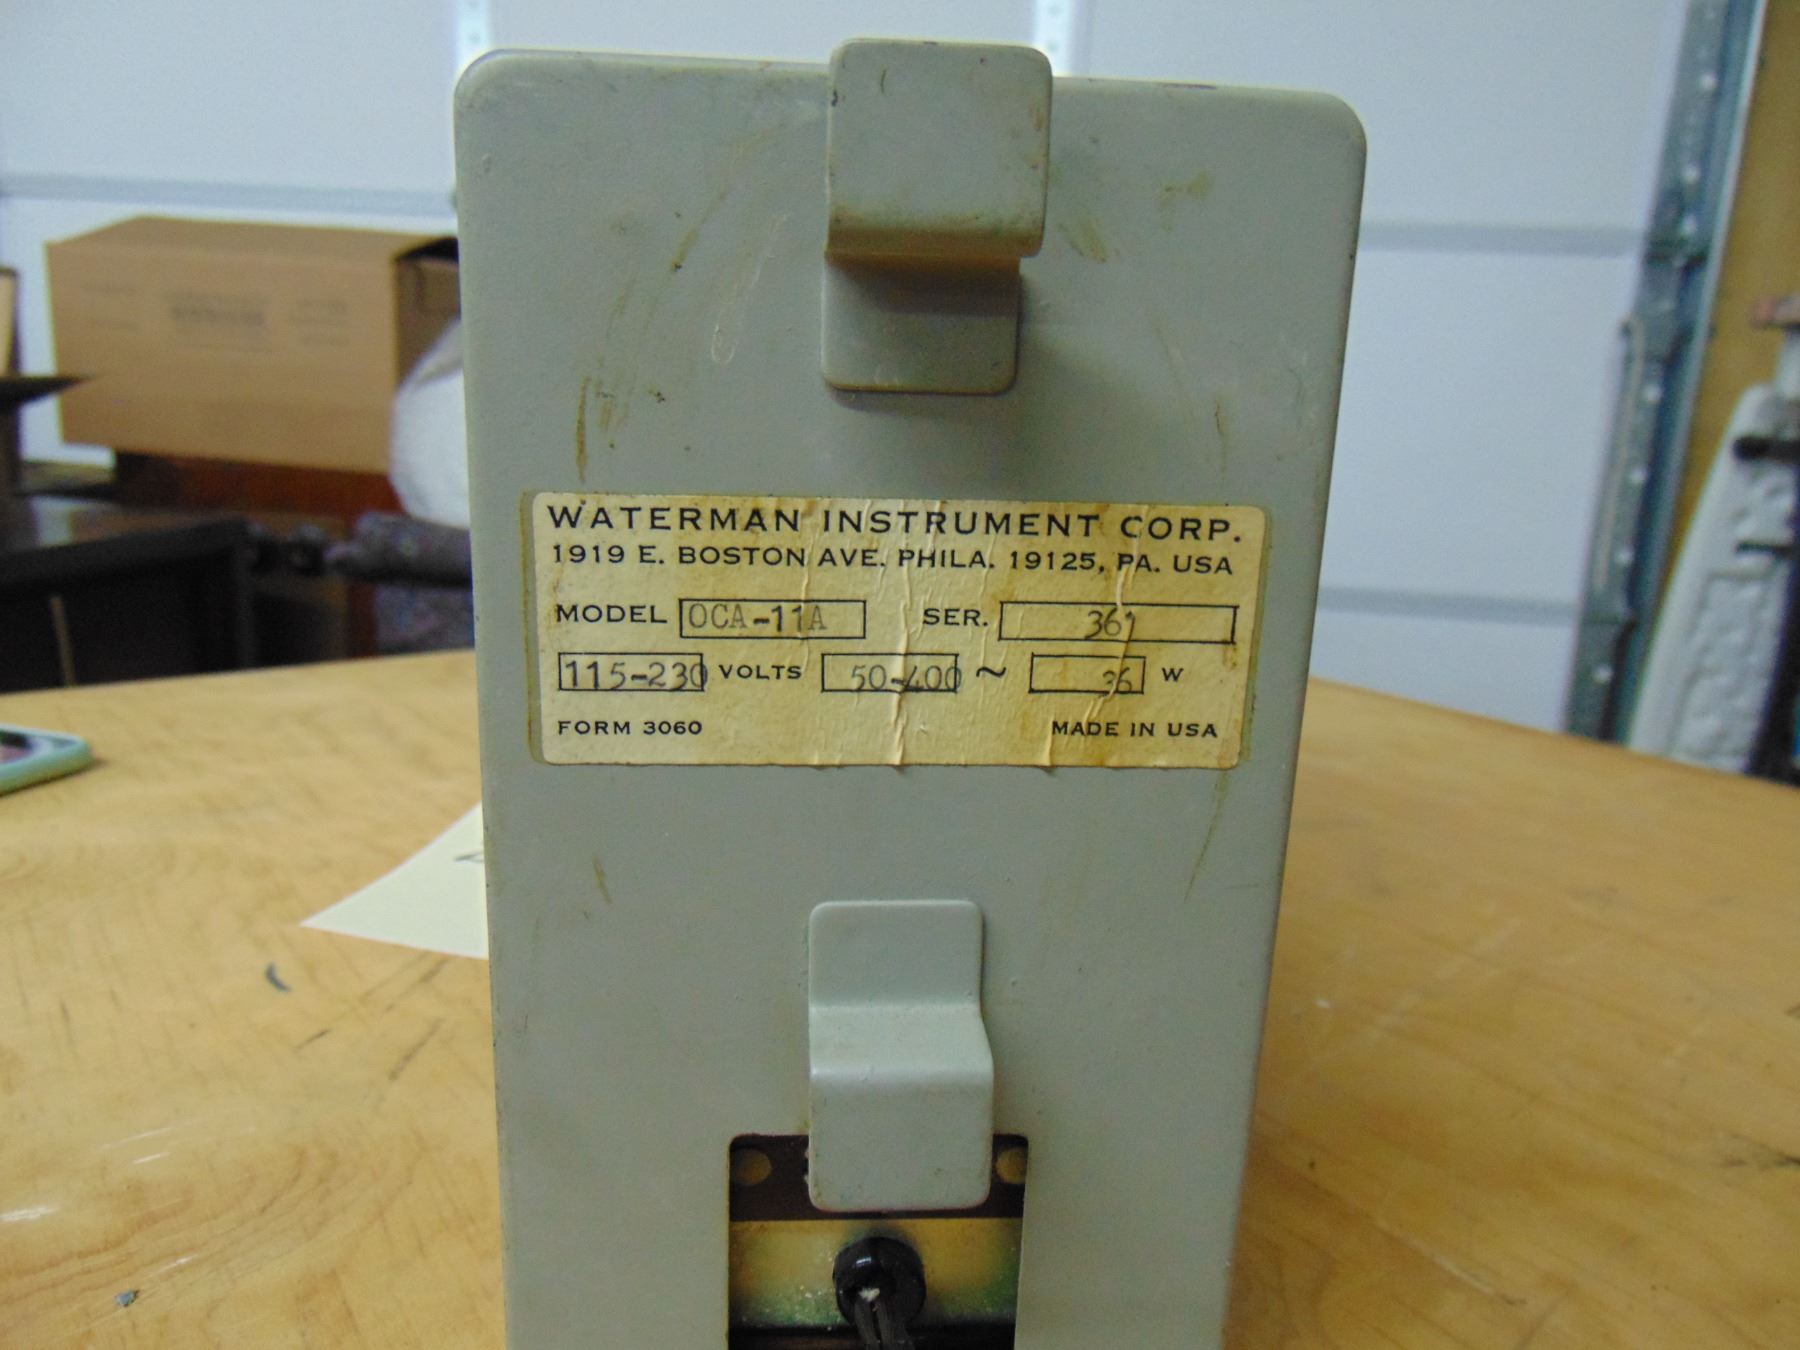 WATERMAN INSTRUMENT CORP.
1919 E. BOSTON AVE. PHILA. 19125, PA. USA
MODEL OCA-11A SER. 361
115-230 VOLTS 50-400 ~ 36 W
FORM 3060 MADE IN USA